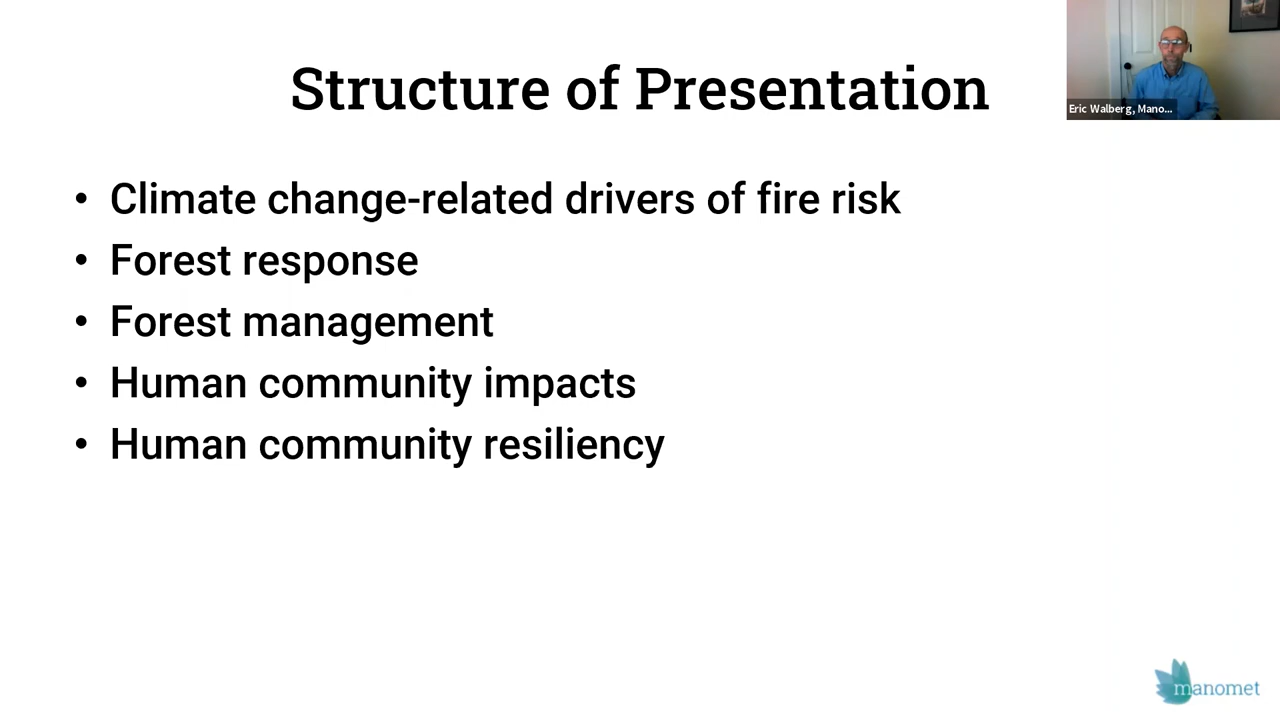 Structure of Presentation
Eric Walberg, Mano...
• Climate change-related drivers of fire risk
• Forest response
• Forest management
• Human community impacts
• Human community resiliency
manomet